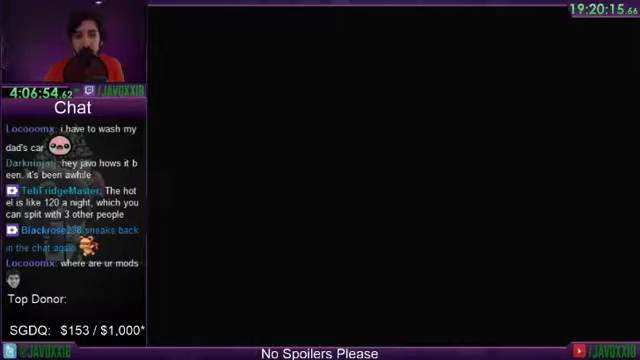 19:20:15.66
4:06:54.62
/JAVOXXIB
Chat
Locooomx: i have to wash my
dad's car
Darkninjatj: hey javo hows it b
een, it's been awhile
TehFridgeMaster: The hot
el is like 120 a night, which you
can split with 3 other people
Blackrose236 sneaks back
in the chat again
Locooomx: where are ur mods
Top Donor:
SGDQ: $153 / $1,000*
@JAVOXXIB
No Spoilers Please
/JAVOXXIB